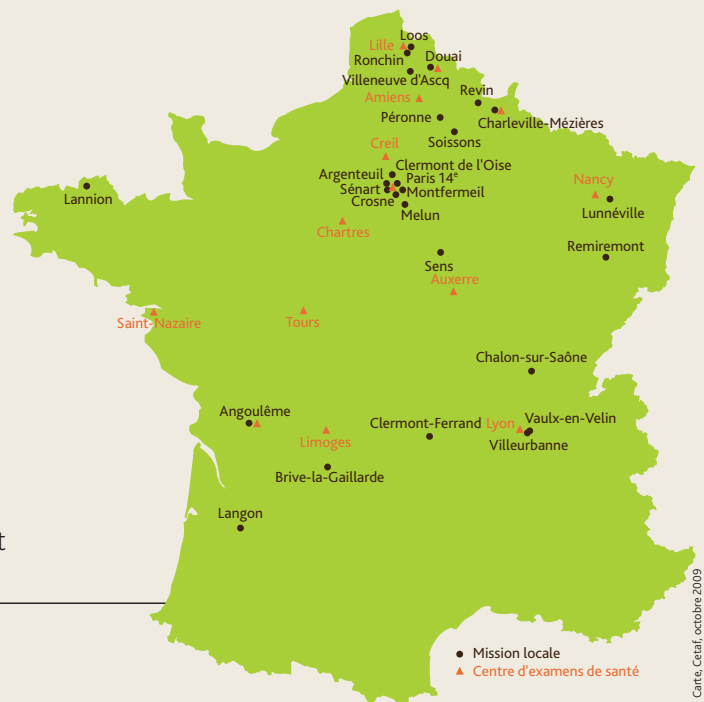 Loos
Lille
Ronchin
Douai
Villeneuve d'Ascq
Revin
Amiens
Péronne
Charleville-Mézières
Soissons
Creil
Clermont de l'Oise
Argenteuil
Paris 14e
Sénart
Montfermeil
Crosne
Melun
Nancy
Lannion
Lunnéville
Chartres
Remiremont
Sens
Auxerre
Saint-Nazaire
Tours
Chalon-sur-Saône
Angoulême
Clermont-Ferrand
Lyon
Vaulx-en-Velin
Villeurbanne
Limoges
Brive-la-Gaillarde
Langon
t
Mission locale
Centre d'examens de santé
Carte, Cetaf, octobre 2009